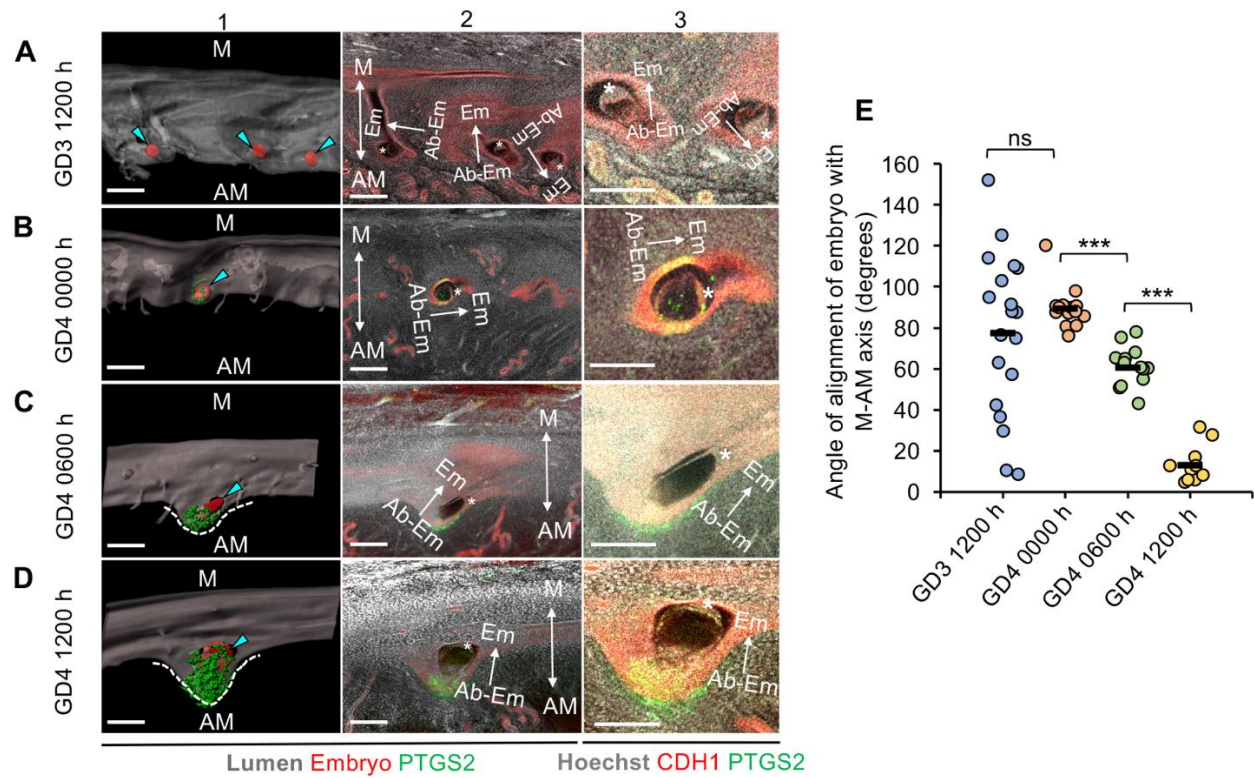 1
2
3
A
GD3 1200 h
M
AM
M
AM
Em
Ab-Em
Em
Ab-Em
Ab-Em
Em
*
*
*
Em
Ab-Em
Ab-Em
Em
*
*
B
GD4 0000 h
M
AM
M
AM
Ab-Em
Em
*
Ab-Em
Em
*
C
GD4 0600 h
M
AM
Em
Ab-Em
*
M
AM
*
Em
Ab-Em
D
GD4 1200 h
M
AM
M
AM
Em
Ab-Em
*
*
Em
Ab-Em
Lumen Embryo PTGS2
Hoechst CDH1 PTGS2
E
Angle of alignment of embryo with
M-AM axis (degrees)
160
140
120
100
80
60
40
20
0
ns
***
***
GD3 1200 h
GD4 00000 h
GD4 0600 h
GD4 1200 h